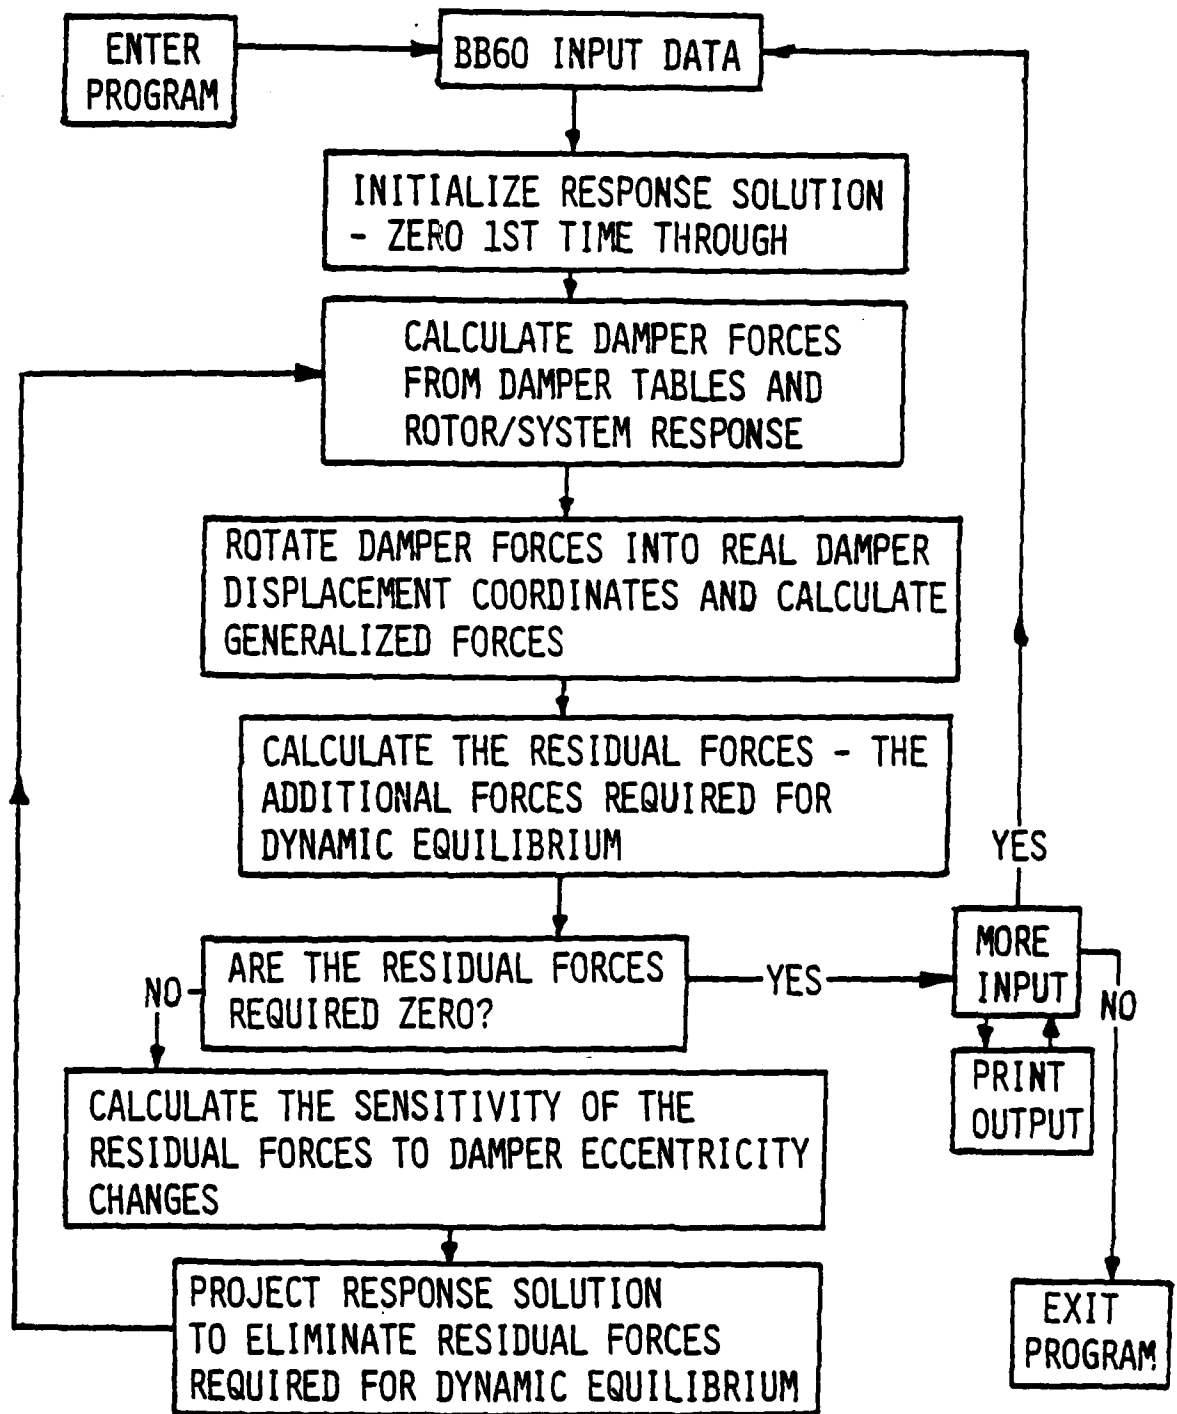 ENTER
PROGRAM
BB60 INPUT DATA
INITIALIZE RESPONSE SOLUTION
- ZERO 1ST TIME THROUGH
CALCULATE DAMPER FORCES
FROM DAMPER TABLES AND
ROTOR/SYSTEM RESPONSE
ROTATE DAMPER FORCES INTO REAL DAMPER
DISPLACEMENT COORDINATES AND CALCULATE
GENERALIZED FORCES
CALCULATE THE RESIDUAL FORCES - THE
ADDITIONAL FORCES REQUIRED FOR
DYNAMIC EQUILIBRIUM
ARE THE RESIDUAL FORCES
REQUIRED ZERO?
NO
YES
MORE
INPUT
YES
NO
PRINT
OUTPUT
CALCULATE THE SENSITIVITY OF THE
RESIDUAL FORCES TO DAMPER ECCENTRICITY
CHANGES
PROJECT RESPONSE SOLUTION
TO ELIMINATE RESIDUAL FORCES
REQUIRED FOR DYNAMIC EQUILIBRIUM
EXIT
PROGRAM